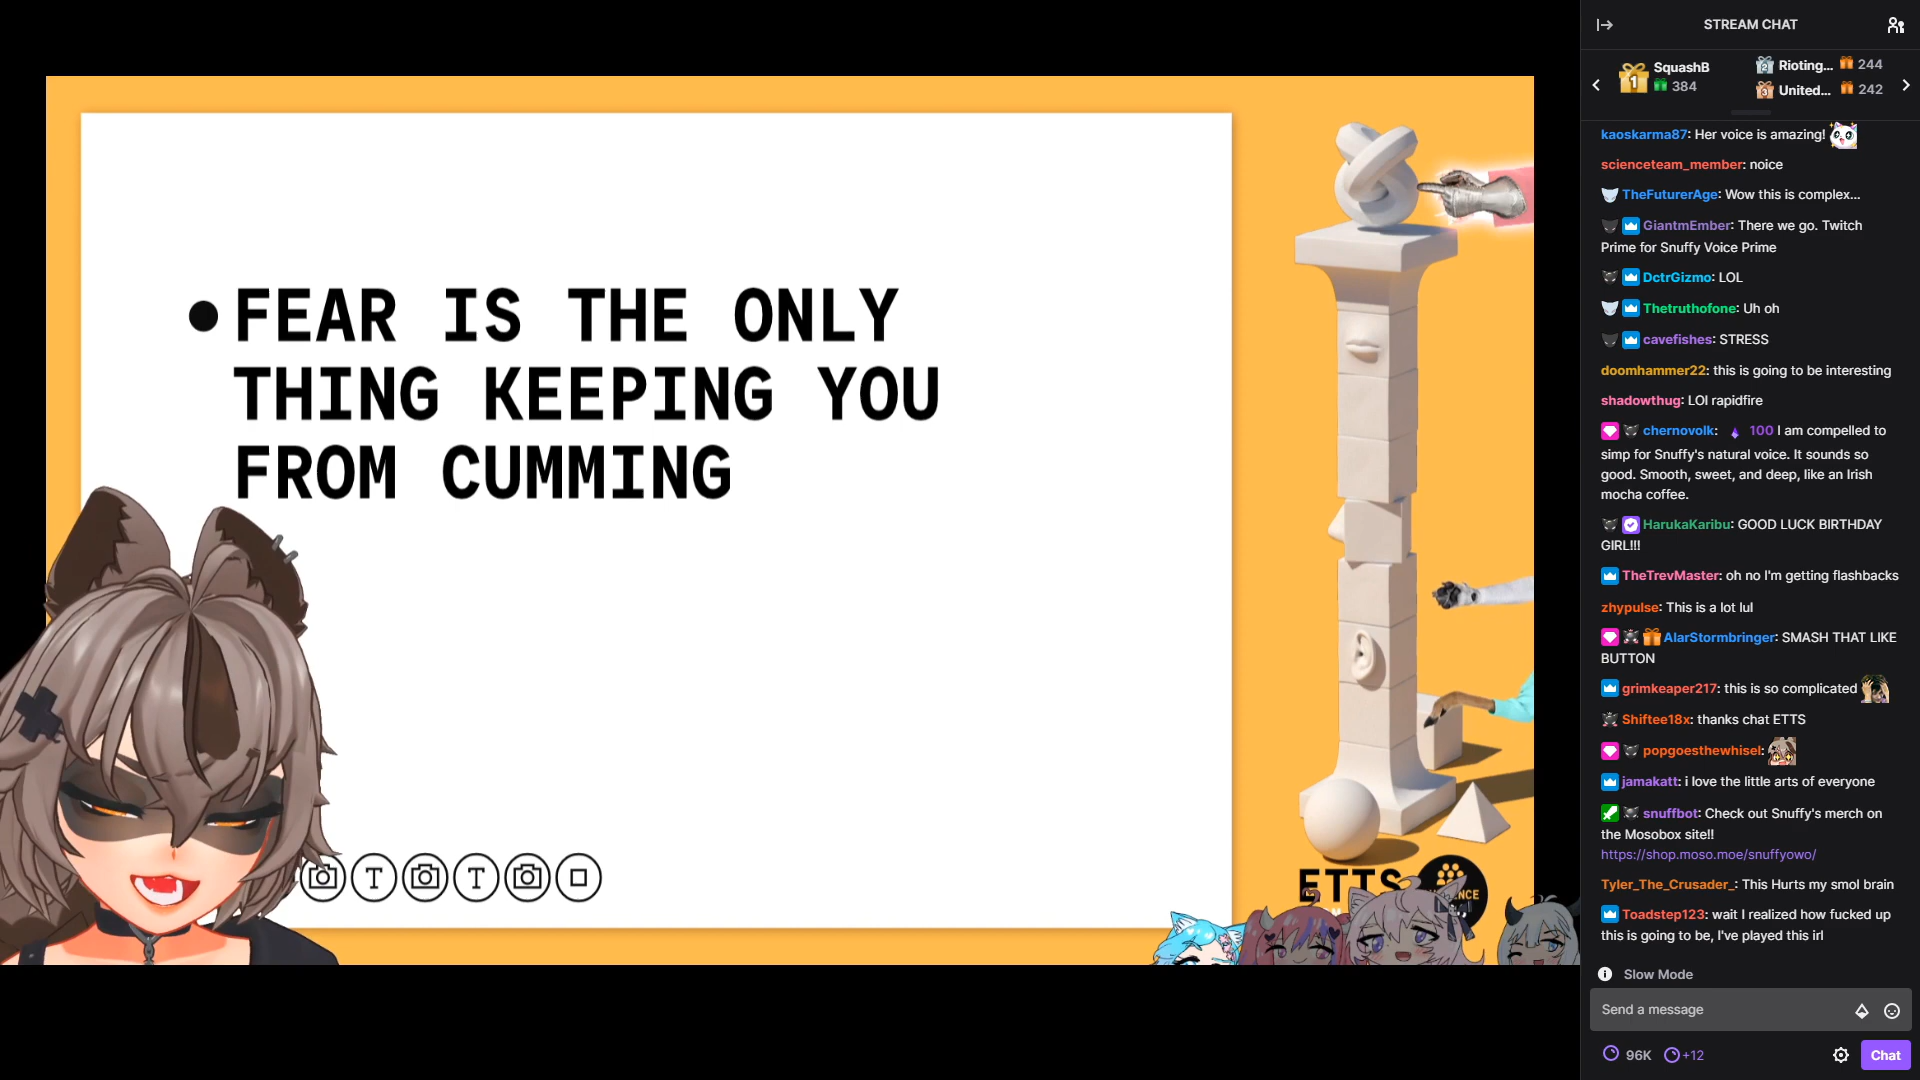 • FEAR IS THE ONLY
THING KEEPING YOU
FROM CUMMING
T
T
ETTS
STREAM CHAT
1
SquashB
384
2
Rioting...
244
3
United...
242
kaoskarma87: Her voice is amazing!
scienceteam_member: noice
TheFuturerAge: Wow this is complex...
GiantmEmber: There we go. Twitch
Prime for Snuffy Voice Prime
DctrGizmo: LOL
Thetruthofone: Uh oh
cavefishes: STRESS
doomhammer22: this is going to be interesting
shadowthug: LOl rapidfire
chernovolk: 100 I am compelled to
simp for Snuffy's natural voice. It sounds so
good. Smooth, sweet, and deep, like an Irish
mocha coffee.
HarukaKaribu: GOOD LUCK BIRTHDAY
GIRL!!!
TheTrevMaster: oh no I'm getting flashbacks
zhypulse: This is a lot lul
AlarStormbringer: SMASH THAT LIKE
BUTTON
grimkeaper217: this is so complicated
Shiftee18x: thanks chat ETTS
popgoesthewhisel:
jamakatt: i love the little arts of everyone
snuffbot: Check out Snuffy's merch on
the Mosobox site!!
https://shop.moso.moe/snuffyowo/
Tyler_The_Crusader_: This Hurts my smol brain
Toadstep123: wait I realized how fucked up
this is going to be, I've played this irl
Slow Mode
Send a message
96K
+12
Chat